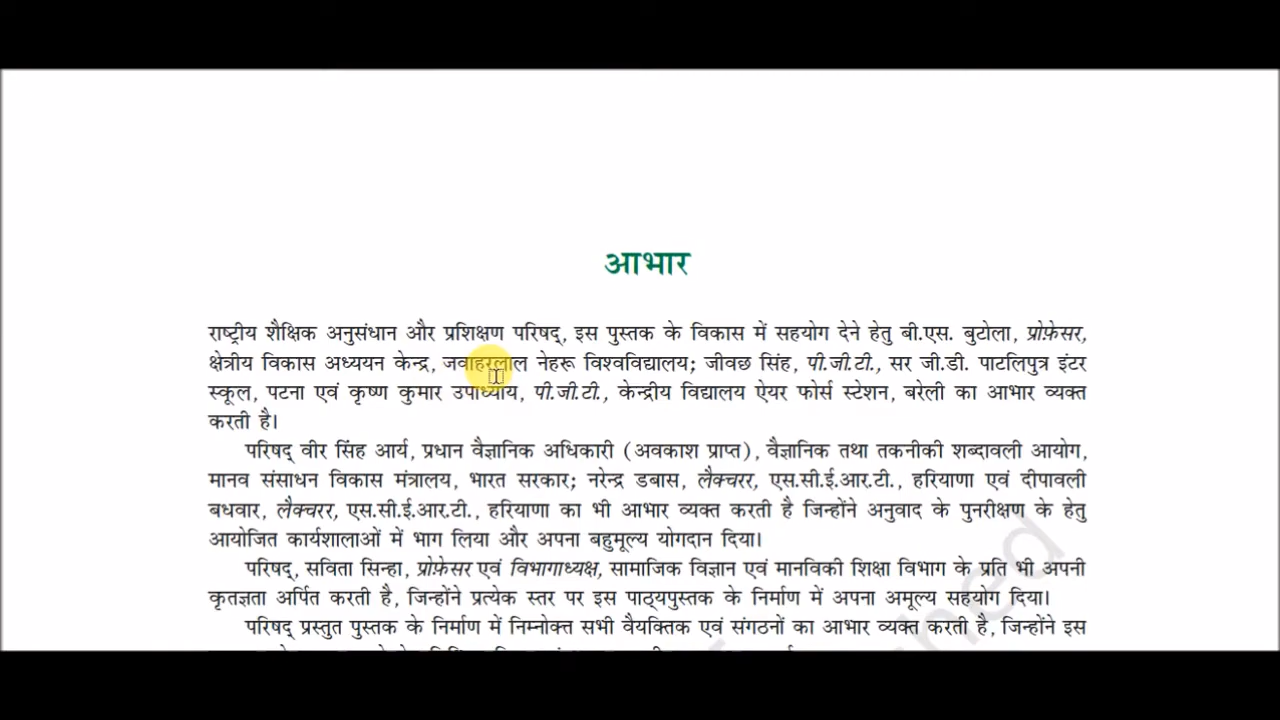 आभार
राष्ट्रीय शैक्षिक अनुसंधान और प्रशिक्षण परिषद्, इस पुस्तक के विकास में सहयोग देने हेतु बी.एस. बुटोला, प्रोफ़ेसर,
क्षेत्रीय विकास अध्ययन केन्द्र, जवाहरलाल नेहरू विश्वविद्यालय; जीवछ सिंह, पी.जी.टी., सर जी.डी. पाटलिपुत्र इंटर
स्कूल, पटना एवं कृष्ण कुमार उपाध्याय, पी.जी.टी., केन्द्रीय विद्यालय ऐयर फोर्स स्टेशन, बरेली का आभार व्यक्त
करती है।
परिषद् वीर सिंह आर्य, प्रधान वैज्ञानिक अधिकारी (अवकाश प्राप्त), वैज्ञानिक तथा तकनीकी शब्दावली आयोग,
मानव संसाधन विकास मंत्रालय, भारत सरकार; नरेन्द्र डबास, लैक्चरर, एस.सी.ई.आर.टी., हरियाणा एवं दीपावली
बधवार, लैक्चरर, एस.सी.ई.आर.टी., हरियाणा का भी आभार व्यक्त करती है जिन्होंने अनुवाद के पुनरीक्षण के हेतु
आयोजित कार्यशालाओं में भाग लिया और अपना बहुमूल्य योगदान दिया।
परिषद्, सविता सिन्हा, प्रोफ़ेसर एवं विभागाध्यक्ष, सामाजिक विज्ञान एवं मानविकी शिक्षा विभाग के प्रति भी अपनी
कृतज्ञता अर्पित करती है, जिन्होंने प्रत्येक स्तर पर इस पाठ्यपुस्तक के निर्माण में अपना अमूल्य सहयोग दिया।
परिषद् प्रस्तुत पुस्तक के निर्माण में निम्नोक्त सभी वैयक्तिक एवं संगठनों का आभार व्यक्त करती है, जिन्होंने इस